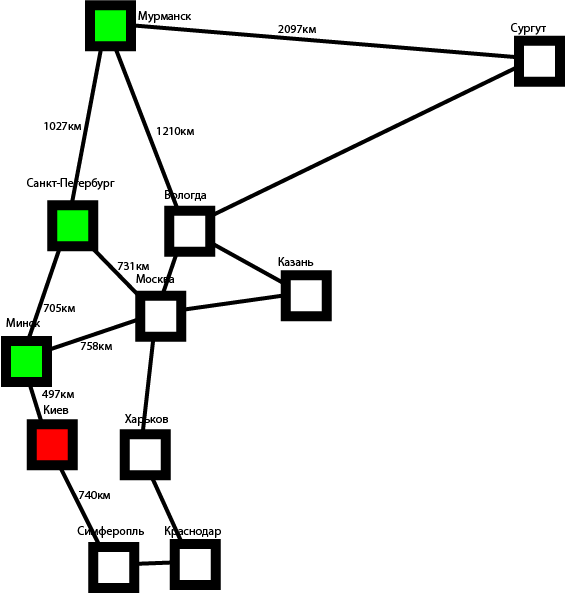 Мурманск
2097км
Сургут
1027км
1210км
Санкт-Петербург
Вологда
731км
Москва
Казань
705км
Минск
758км
497км
Киев
Харьков
740км
Симферопль
Краснодар